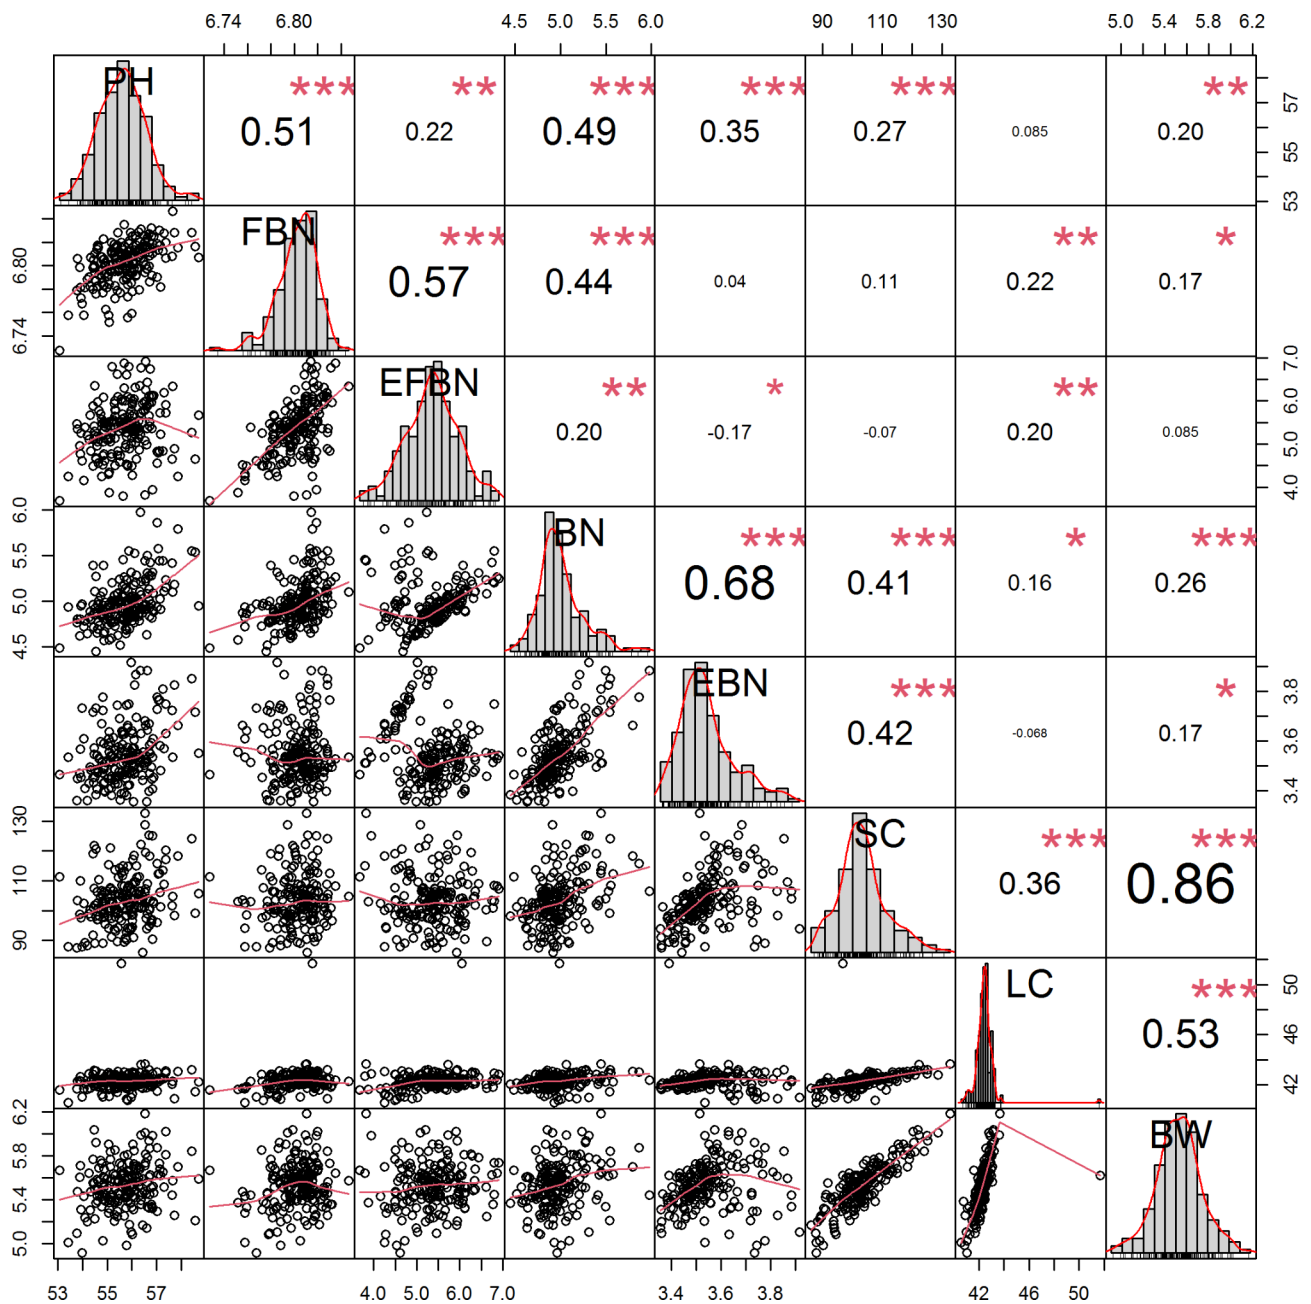 6.74 6.80 4.5 5.0 5.5 6.0 90 110 130 5.0 5.4 5.8 6.2
PH *** ** *** *** *** **
0.51 0.22 0.49 0.35 0.27 0.085 0.20
53 55 57
FBN *** *** ** *
0.57 0.44 0.04 0.11 0.22 0.17
6.74 6.80
EFBN ** * **
0.20 -0.17 -0.07 0.20 0.085
4.0 5.0 6.0 7.0
BN *** *** * ***
0.68 0.41 0.16 0.26
4.5 5.0 5.5 6.0
EBN *** *
0.42 -0.068 0.17
3.4 3.6 3.8
SC *** ***
0.36 0.86
90 110 130
LC ***
0.53
42 46 50
BW
5.0 5.4 5.8 6.2
53 55 57 4.0 5.0 6.0 7.0 3.4 3.6 3.8 42 46 50